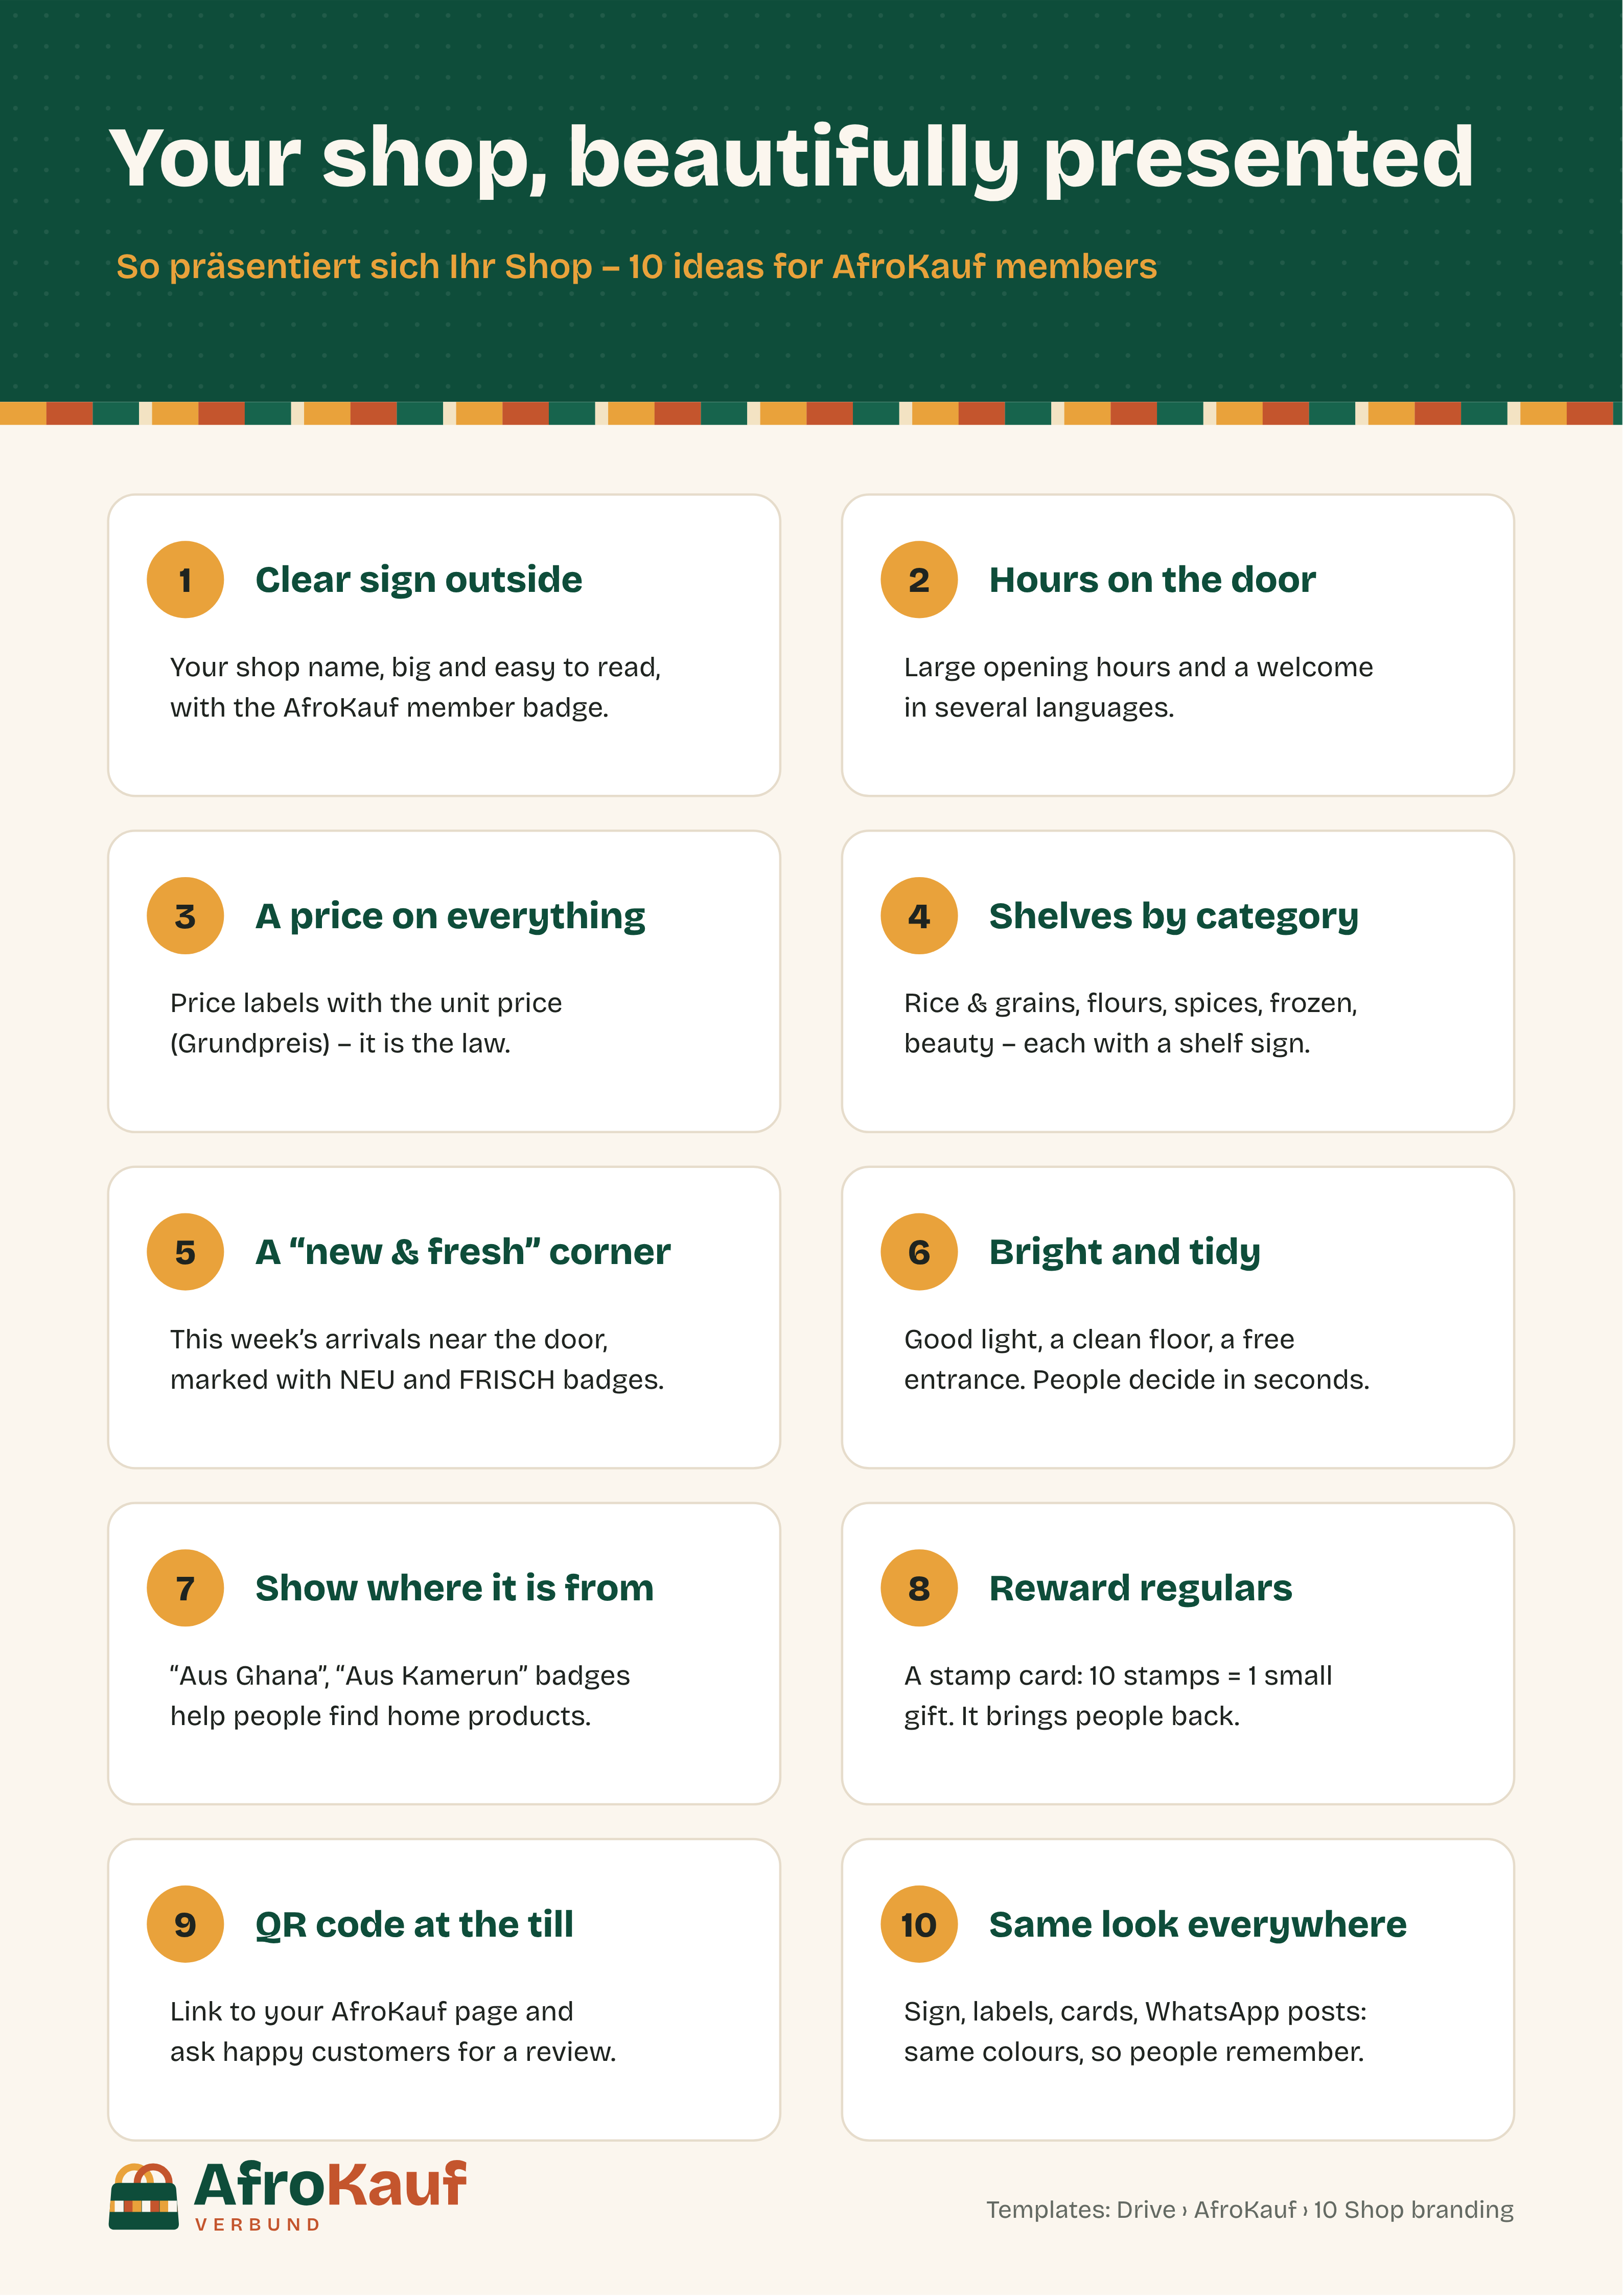 Your shop, beautifully presented
So präsentiert sich Ihr Shop – 10 ideas for AfroKauf members
1 Clear sign outside
Your shop name, big and easy to read,
with the AfroKauf member badge.
2 Hours on the door
Large opening hours and a welcome
in several languages.
3 A price on everything
Price labels with the unit price
(Grundpreis) – it is the law.
4 Shelves by category
Rice & grains, flours, spices, frozen,
beauty – each with a shelf sign.
5 A “new & fresh” corner
This week’s arrivals near the door,
marked with NEU and FRISCH badges.
6 Bright and tidy
Good light, a clean floor, a free
entrance. People decide in seconds.
7 Show where it is from
“Aus Ghana”, “Aus Kamerun” badges
help people find home products.
8 Reward regulars
A stamp card: 10 stamps = 1 small
gift. It brings people back.
9 QR code at the till
Link to your AfroKauf page and
ask happy customers for a review.
10 Same look everywhere
Sign, labels, cards, WhatsApp posts:
same colours, so people remember.
AfroKauf
VERBUND
Templates: Drive › AfroKauf › 10 Shop branding